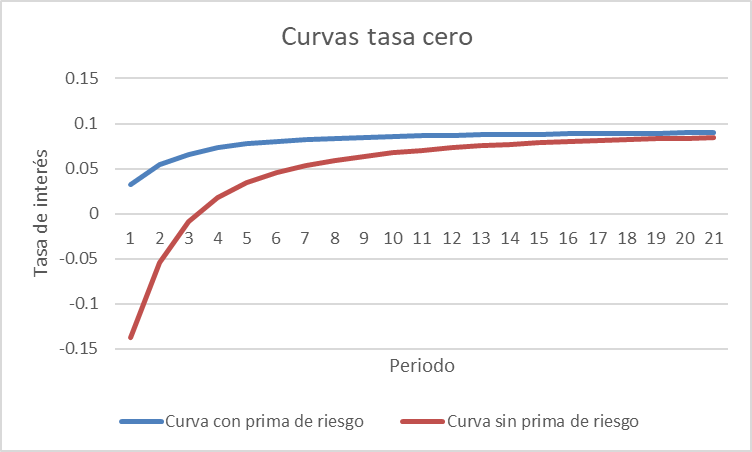 Curvas tasa cero
0.15
0.1
0.05
0
-0.05
-0.1
-0.15
Tasa de interés
1 2 3 4 5 6 7 8 9 10 11 12 13 14 15 16 17 18 19 20 21
Periodo
Curva con prima de riesgo Curva sin prima de riesgo